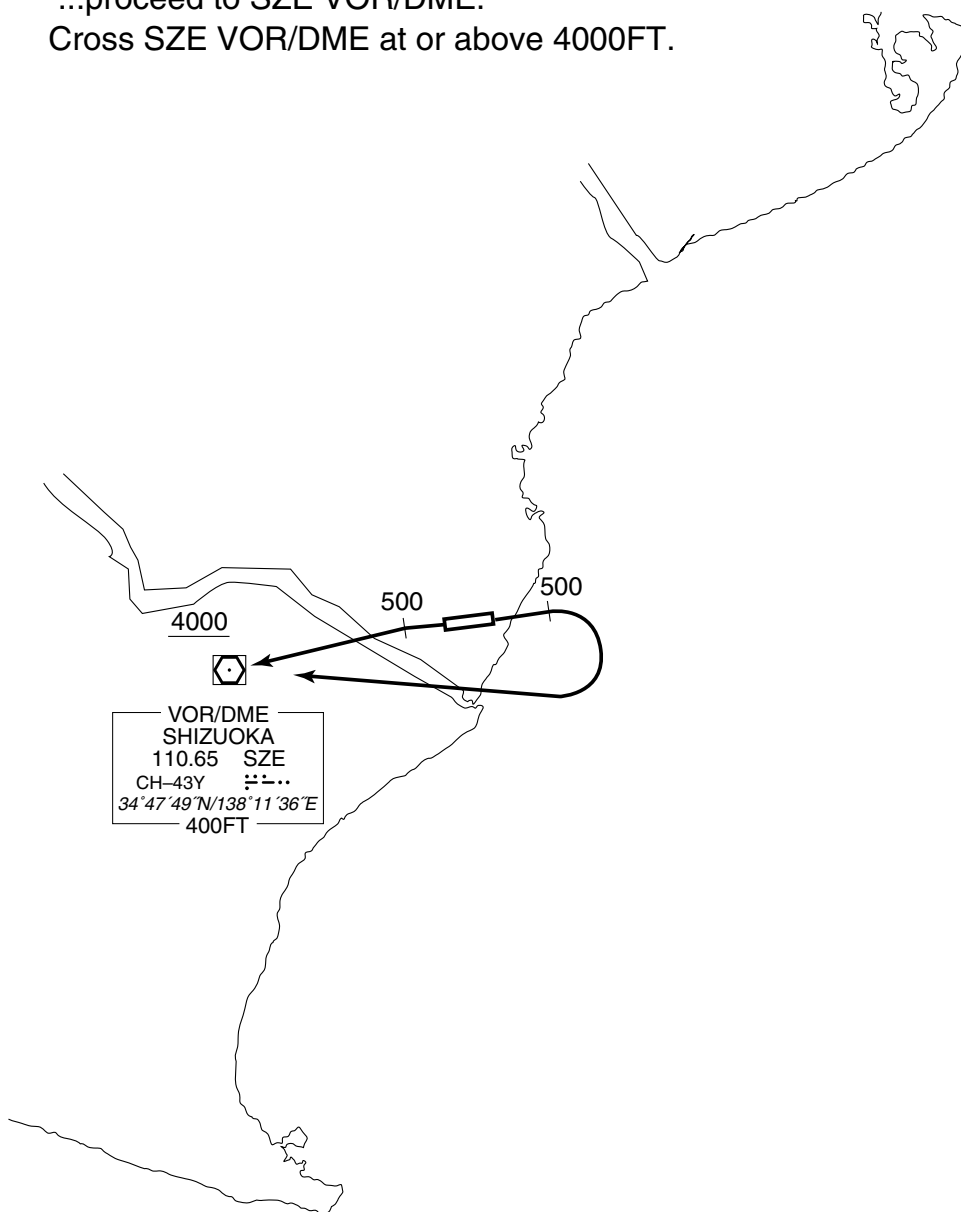 ...proceed to SZE VOR/DME.
Cross SZE VOR/DME at or above 4000FT.
500
500
4000
VOR/DME
SHIZUOKA
110.65 SZE
CH–43Y
34°47´49˝N/138°11´36˝E
400FT